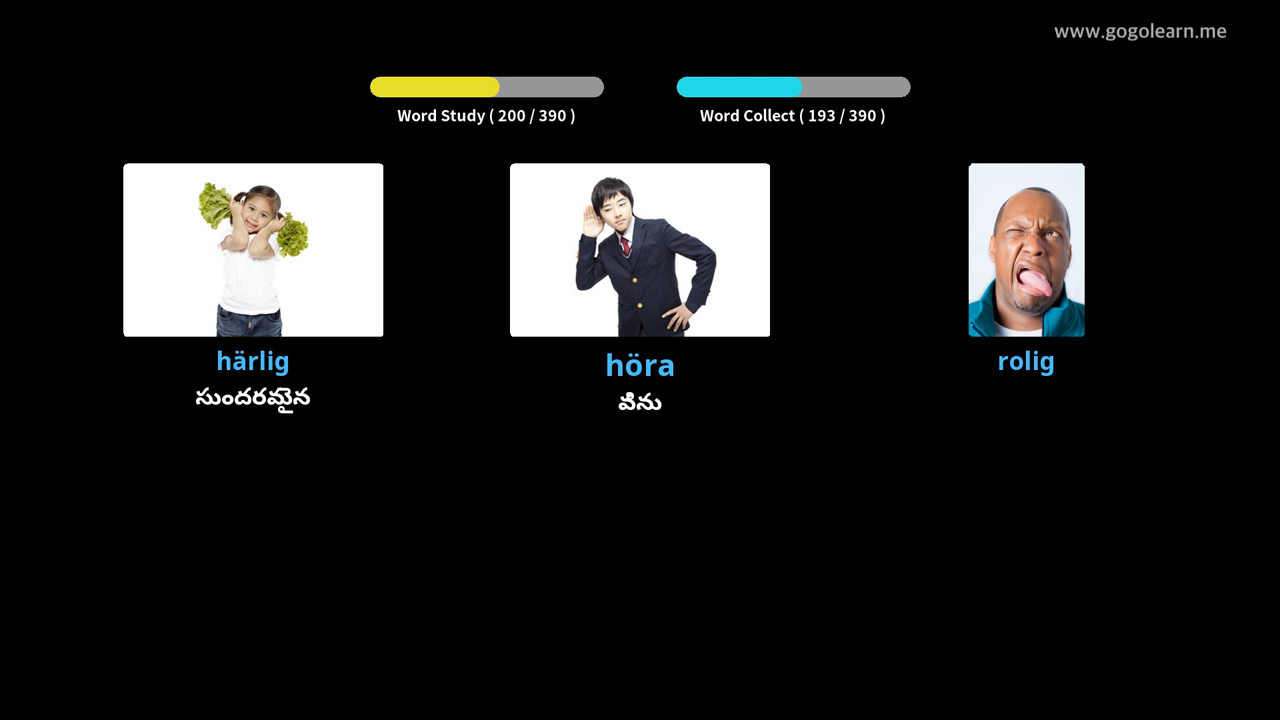 www.gogolearn.me
Word Study ( 200 / 390 )
Word Collect ( 193 / 390 )
härlig
höra
rolig
సుందరమైన
విను